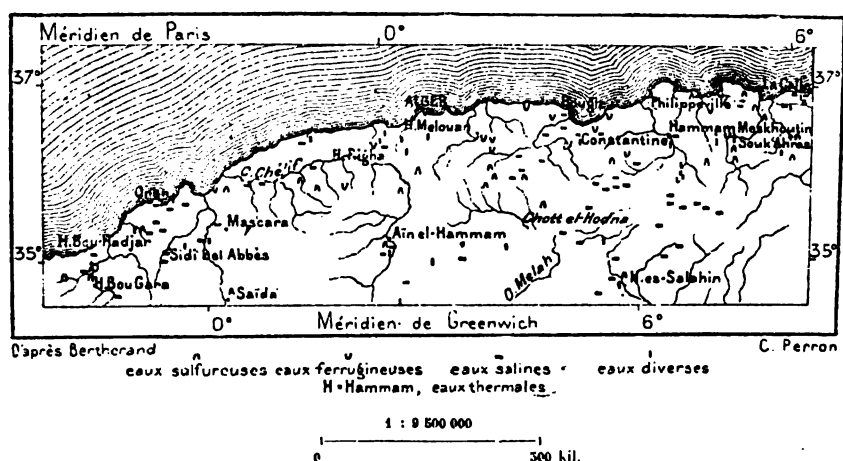 Méridien de Paris
0°
6°
37°
37°
La Calle
ALGER
Bougie
Philippeville
H. Melouan
Hammam Meskhoutin
Constantine
Souk Ahras
H. Righa
C. Chélif
Oran
Chott el-Hodna
Mascara
H. Bou-Hadjar
Aïn el-Hammam
35°
35°
Sidi bel Abbès
O. Melah
H. es-Salahin
H. Bou Gara
Saïda
0°
Méridien de Greenwich
6°
D'après Bertherand
C. Perron
eaux sulfureuses eaux ferrugineuses eaux salines eaux diverses
H=Hammam, eaux thermales
1 : 9 500 000
0
300 kil.